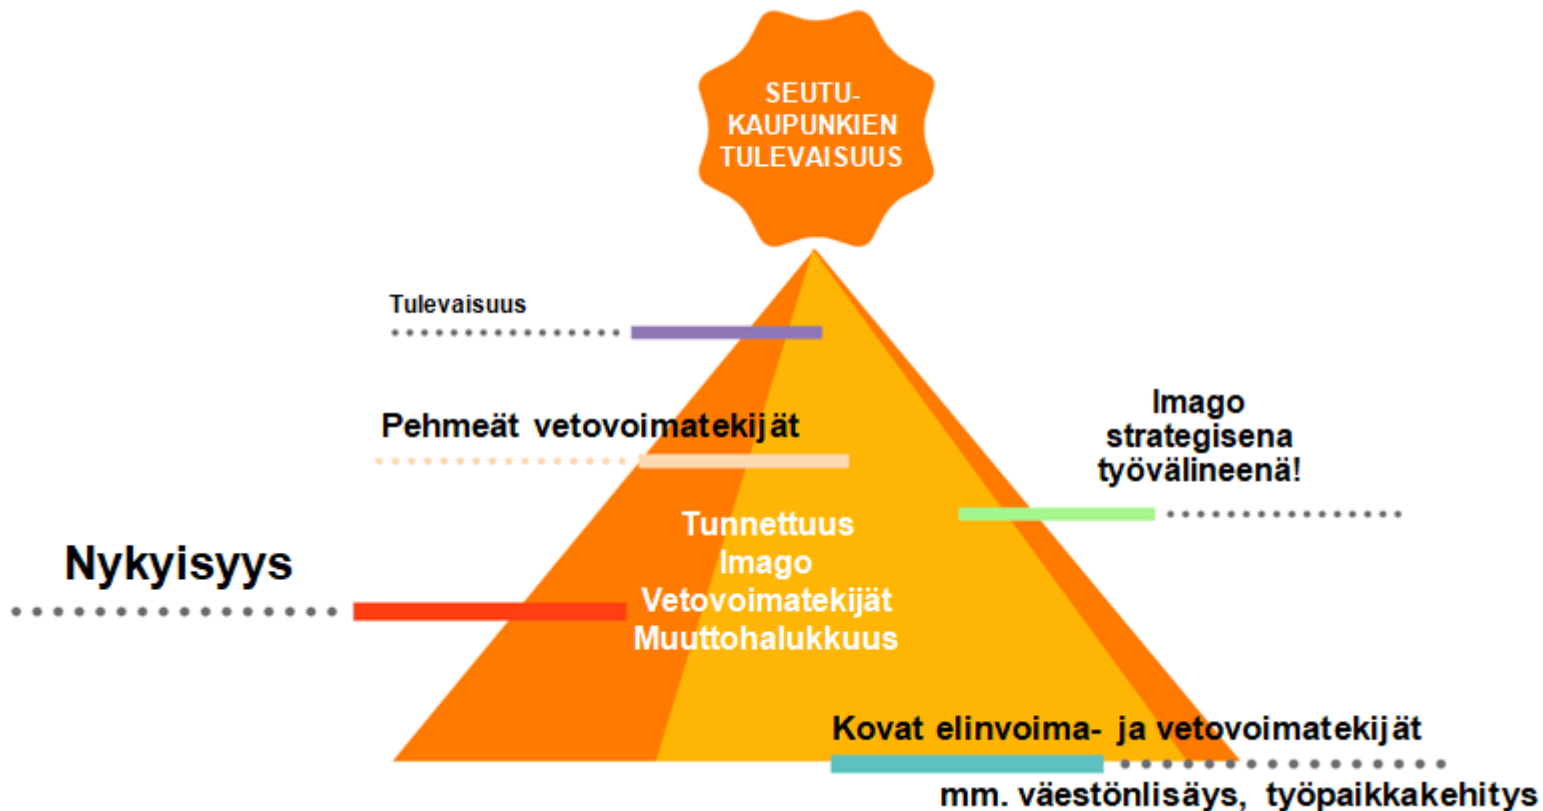 SEUTU-
KAUPUNKIEN
TULEVAISUUS
Tulevaisuus
Pehmeät vetovoimatekijät
Imago
strategisena
työvälineenä!
Tunnettuus
Imago
Vetovoimatekijät
Muuttohalukkuus
Nykyisyys
Kovat elinvoima- ja vetovoimatekijät
mm. väestönlisäys, työpaikkakehitys